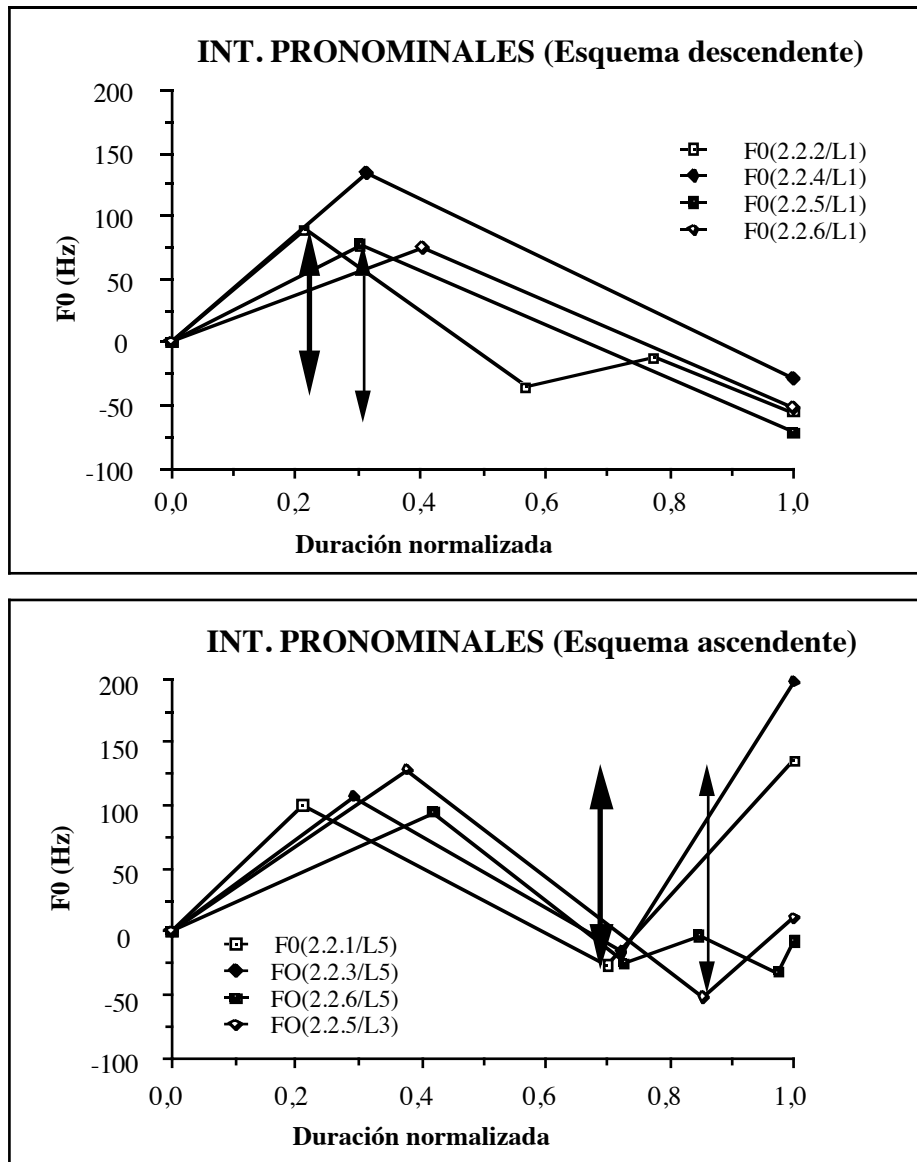 INT. PRONOMINALES (Esquema descendente)
200
150
100
50
0
-50
-100
F0 (Hz)
F0(2.2.2/L1)
F0(2.2.4/L1)
F0(2.2.5/L1)
F0(2.2.6/L1)
0,0 0,2 0,4 0,6 0,8 1,0
Duración normalizada
INT. PRONOMINALES (Esquema ascendente)
200
150
100
50
0
-50
-100
F0 (Hz)
F0(2.2.1/L5)
FO(2.2.3/L5)
FO(2.2.6/L5)
FO(2.2.5/L3)
0,0 0,2 0,4 0,6 0,8 1,0
Duración normalizada